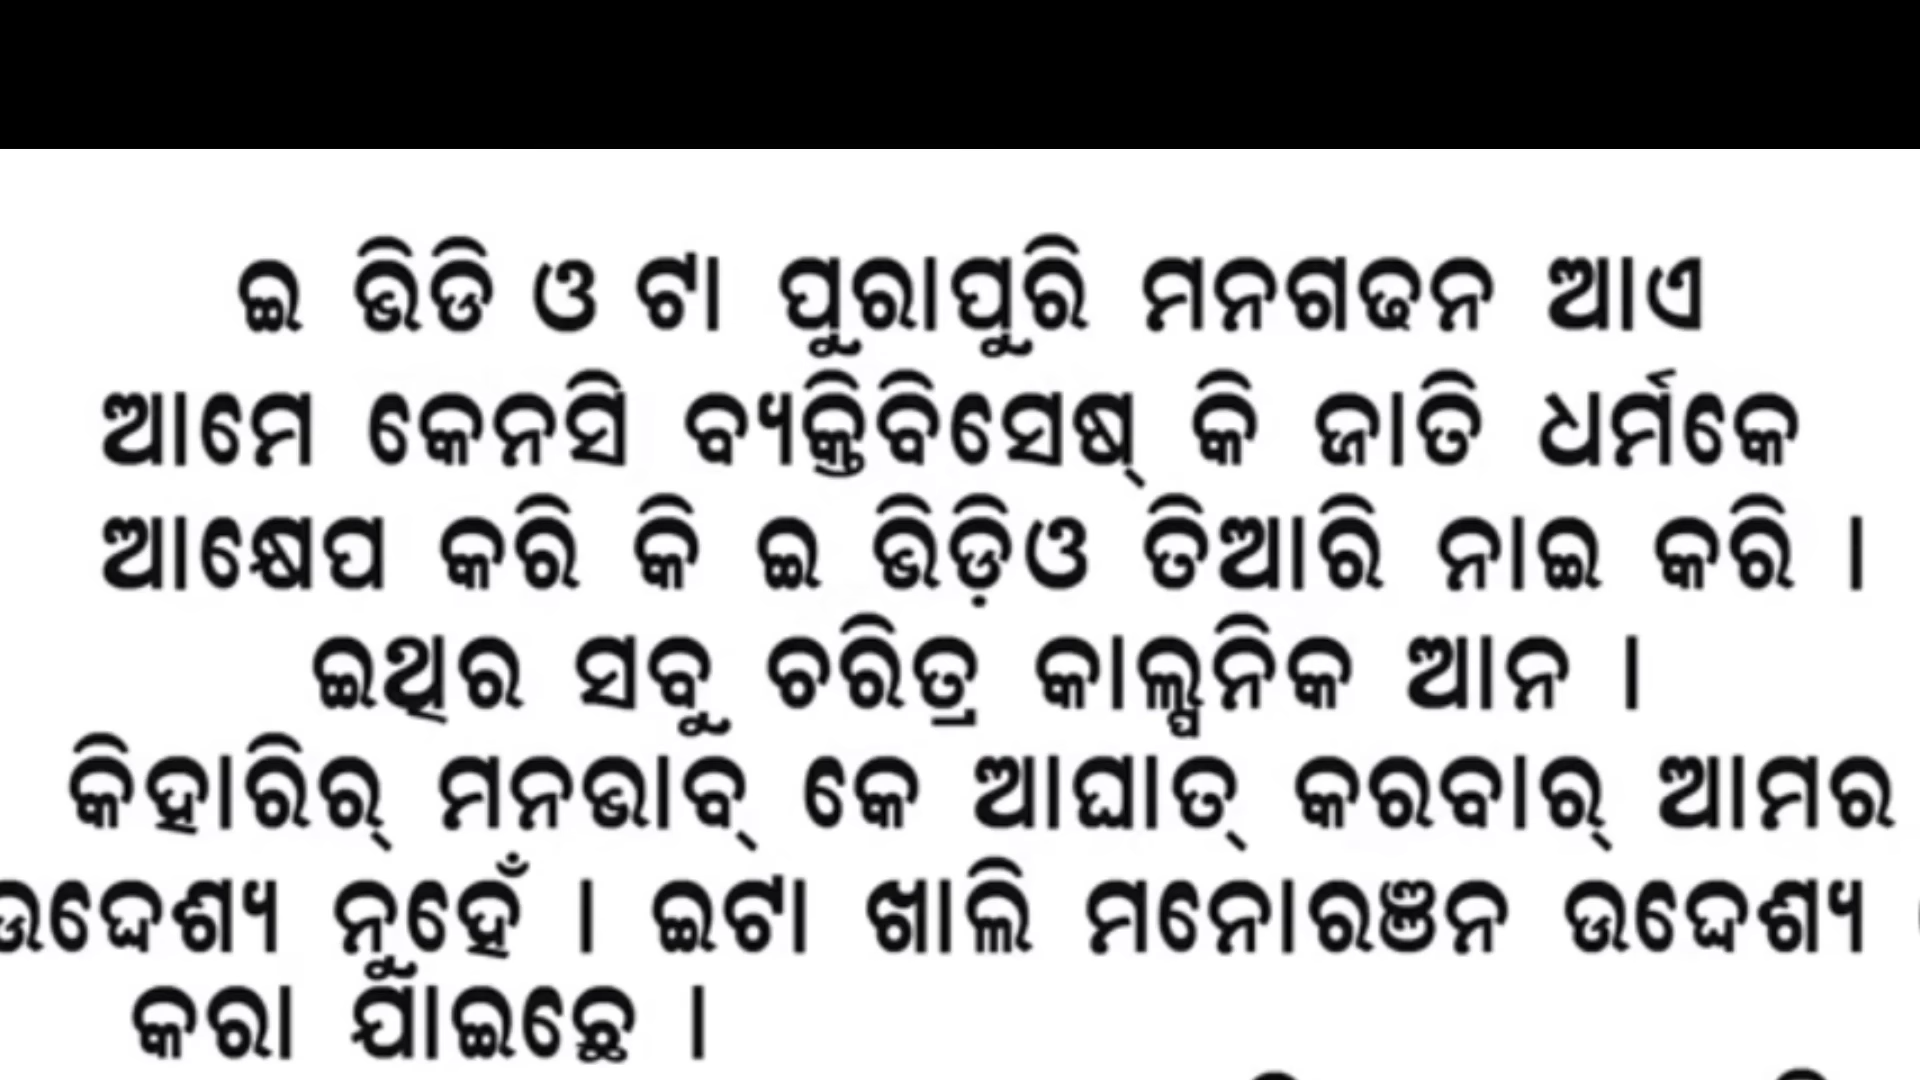 ଇ ଭିଡି ଓ ଟା ପୁରାପୁରି ମନଗଢନ ଆଏ
ଆମେ କେନସି ବ୍ୟକ୍ତିବିସେଷ୍ କି ଜାତି ଧର୍ମକେ
ଆକ୍ଷେପ କରି କି ଇ ଭିଡ଼ିଓ ତିଆରି ନାଇ କରି ।
ଇଥିର ସବୁ ଚରିତ୍ର କାଳ୍ପନିକ ଆନ ।
କିହାରିର୍ ମନଭାବ୍ କେ ଆଘାତ୍ କରବାର୍ ଆମର
ଉଦ୍ଦେଶ୍ୟ ନୁହେଁ । ଇଟା ଖାଲି ମନୋରଞ୍ଜନ ଉଦ୍ଦେଶ୍ୟ
କରା ଯାଇଛେ ।